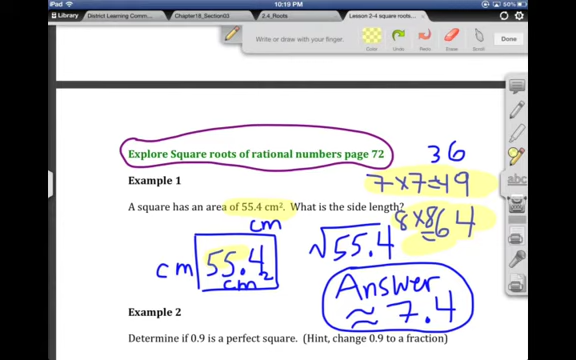 iPad
10:19 PM
50%
Library
District Learning Comm...
Chapter18_Section03
2.4_Roots
Lesson 2-4 square roots...
Write or draw with your finger.
Color
Undo
Redo
Eraser
Scroll
Done
Explore Square roots of rational numbers page 72
36
Example 1
7×7=49
A square has an area of 55.4 cm². What is the side length?
8×8=64
cm
cm
55.4
cm²
√55.4
Answer
≈ 7.4
Example 2
Determine if 0.9 is a perfect square. (Hint, change 0.9 to a fraction)
abc